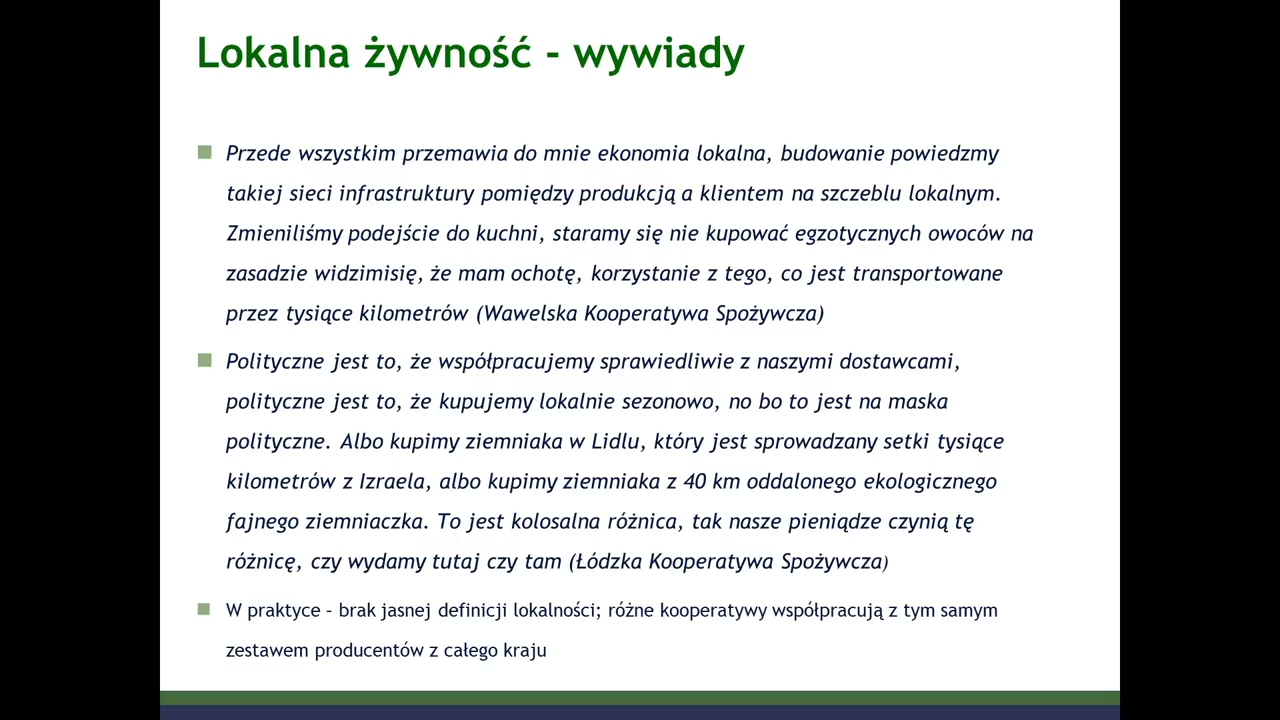 Lokalna żywność - wywiady
Przede wszystkim przemawia do mnie ekonomia lokalna, budowanie powiedzmy
takiej sieci infrastruktury pomiędzy produkcją a klientem na szczeblu lokalnym.
Zmieniliśmy podejście do kuchni, staramy się nie kupować egzotycznych owoców na
zasadzie widzimisię, że mam ochotę, korzystanie z tego, co jest transportowane
przez tysiące kilometrów (Wawelska Kooperatywa Spożywcza)
Polityczne jest to, że współpracujemy sprawiedliwie z naszymi dostawcami,
polityczne jest to, że kupujemy lokalnie sezonowo, no bo to jest na maska
polityczne. Albo kupimy ziemniaka w Lidlu, który jest sprowadzany setki tysiące
kilometrów z Izraela, albo kupimy ziemniaka z 40 km oddalonego ekologicznego
fajnego ziemniaczka. To jest kolosalna różnica, tak nasze pieniądze czynią tę
różnicę, czy wydamy tutaj czy tam (Łódzka Kooperatywa Spożywcza)
W praktyce – brak jasnej definicji lokalności; różne kooperatywy współpracują z tym samym
zestawem producentów z całego kraju